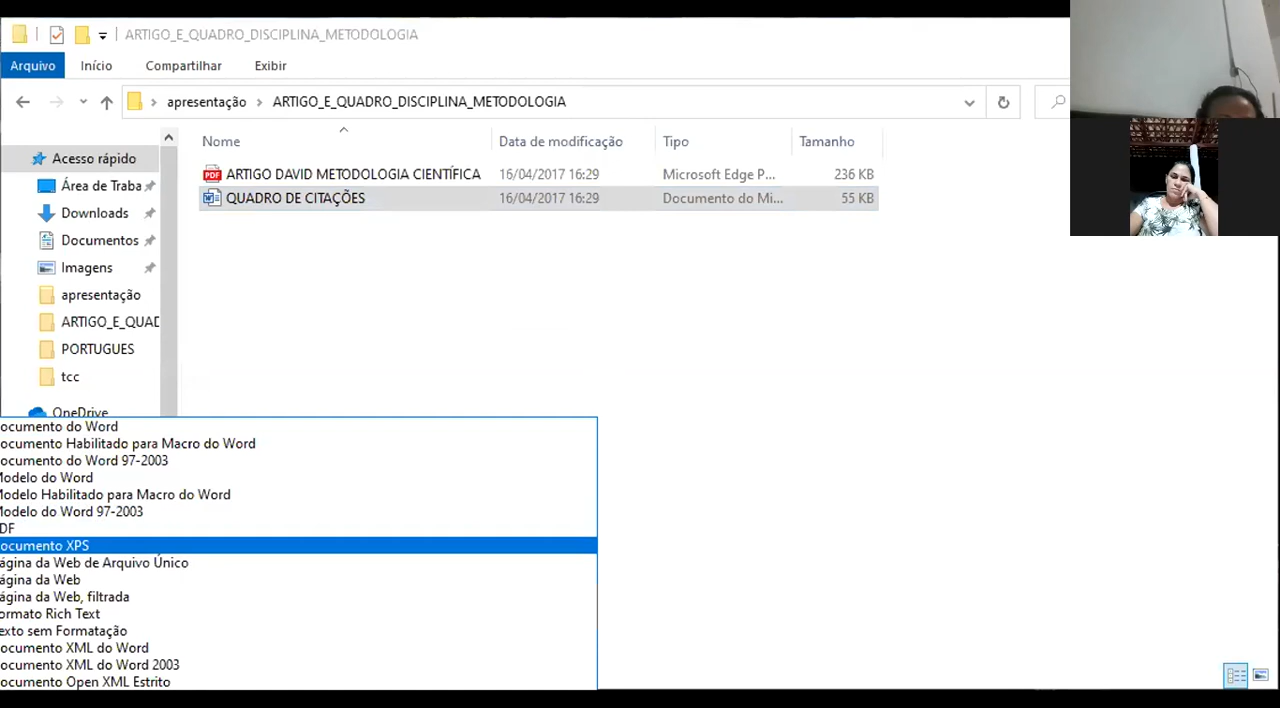 ARTIGO_E_QUADRO_DISCIPLINA_METODOLOGIA
Arquivo Início Compartilhar Exibir
apresentação ARTIGO_E_QUADRO_DISCIPLINA_METODOLOGIA
Nome Data de modificação Tipo Tamanho
ARTIGO DAVID METODOLOGIA CIENTÍFICA 16/04/2017 16:29 Microsoft Edge P... 236 KB
QUADRO DE CITAÇÕES 16/04/2017 16:29 Documento do Mi... 55 KB
Acesso rápido
Área de Traba
Downloads
Documentos
Imagens
apresentação
ARTIGO_E_QUAD
PORTUGUES
tcc
OneDrive
ocumento do Word
ocumento Habilitado para Macro do Word
ocumento do Word 97-2003
Modelo do Word
Modelo Habilitado para Macro do Word
Modelo do Word 97-2003
DF
ocumento XPS
ágina da Web de Arquivo Único
ágina da Web
ágina da Web, filtrada
ormato Rich Text
exto sem Formatação
ocumento XML do Word
ocumento XML do Word 2003
ocumento Open XML Estrito